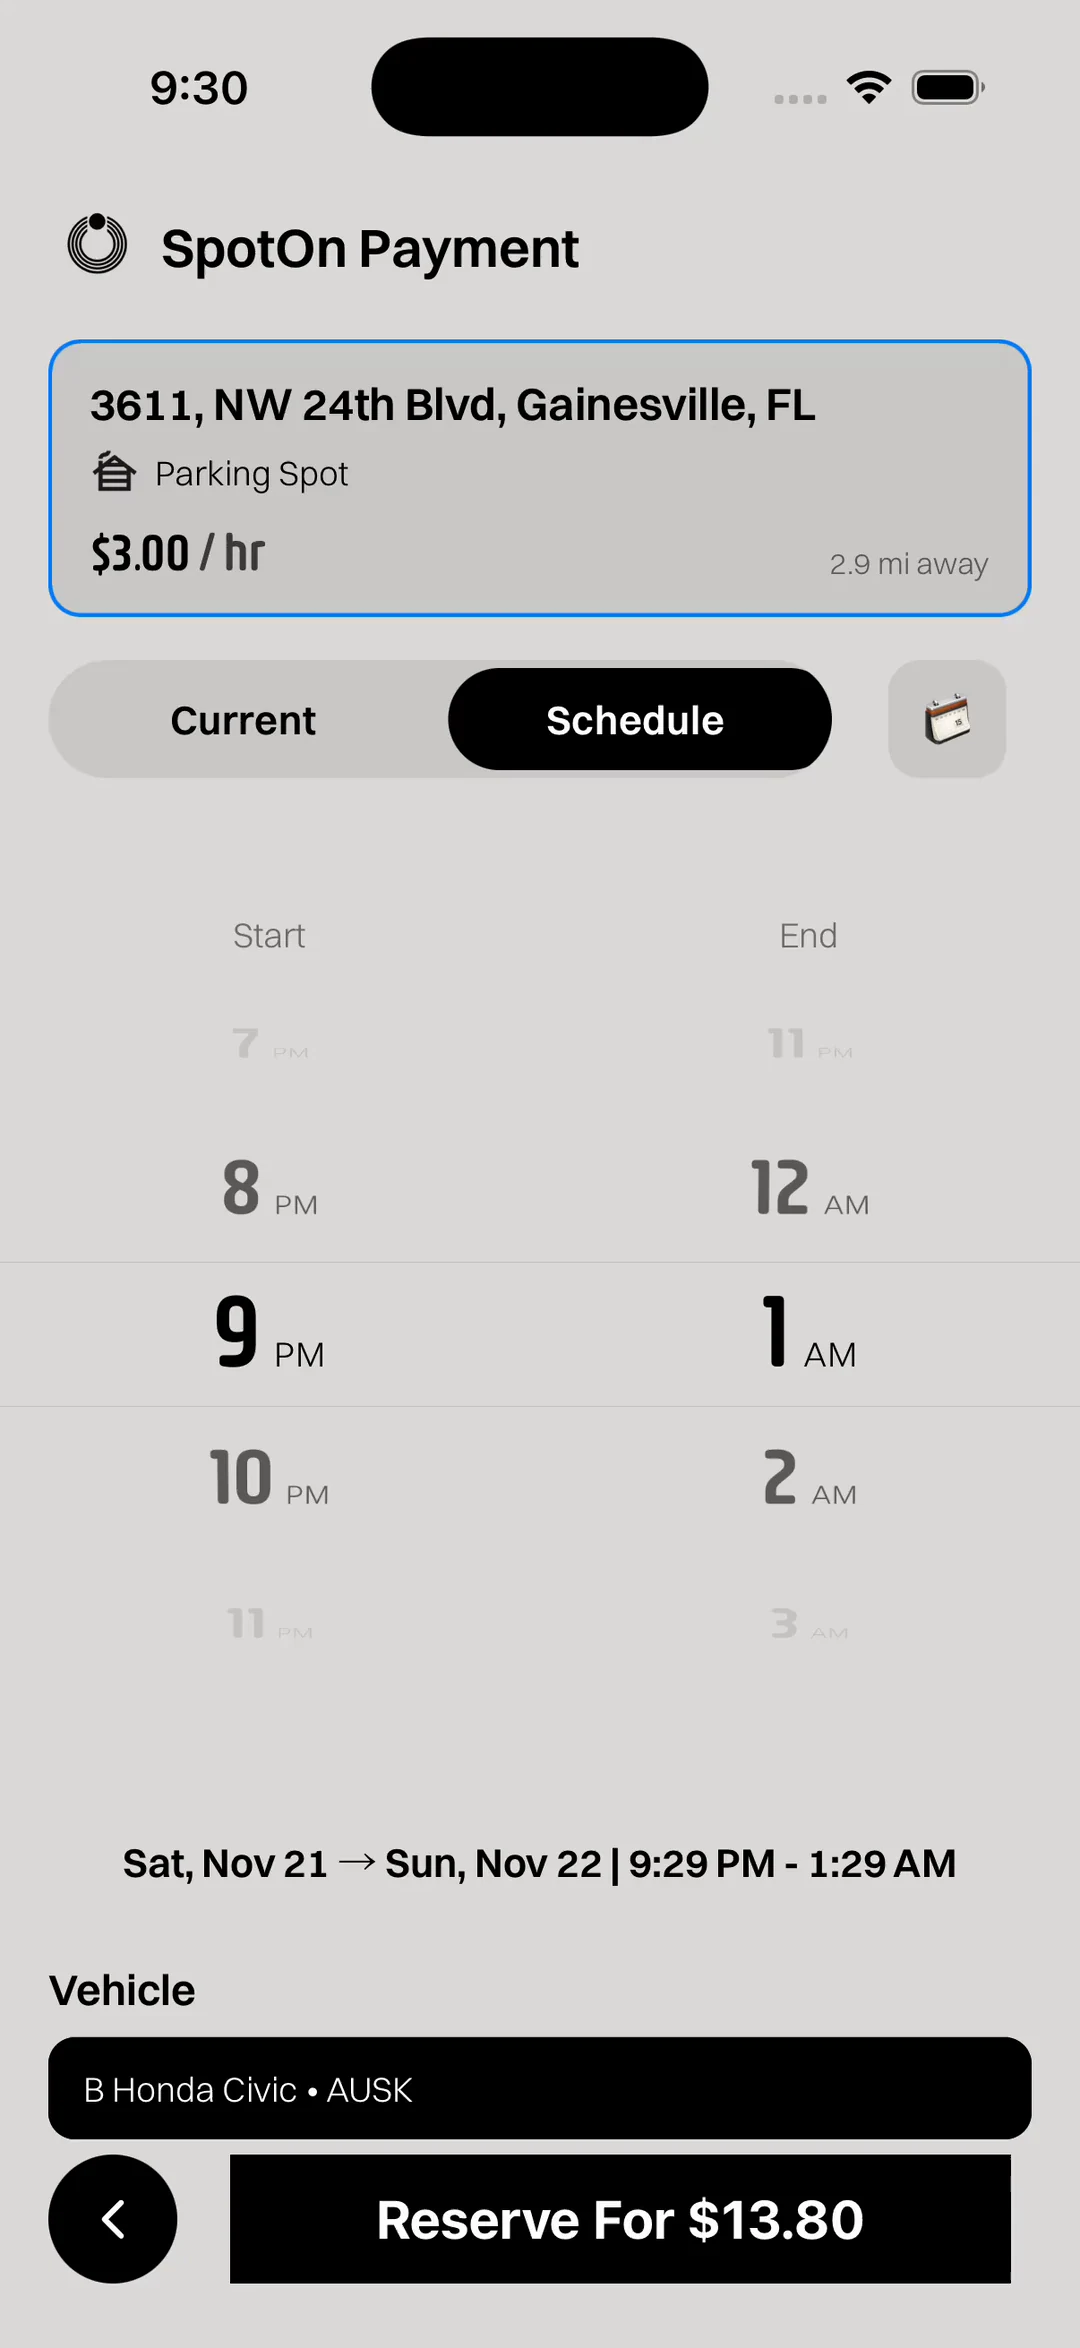 9:30
SpotOn Payment
3611, NW 24th Blvd, Gainesville, FL
Parking Spot
$3.00 / hr
2.9 mi away
Current
Schedule
15
Start
End
7 PM
11 PM
8 PM
12 AM
9 PM
1 AM
10 PM
2 AM
11 PM
3 AM
Sat, Nov 21 → Sun, Nov 22 | 9:29 PM - 1:29 AM
Vehicle
B Honda Civic • AUSK
Reserve For $13.80